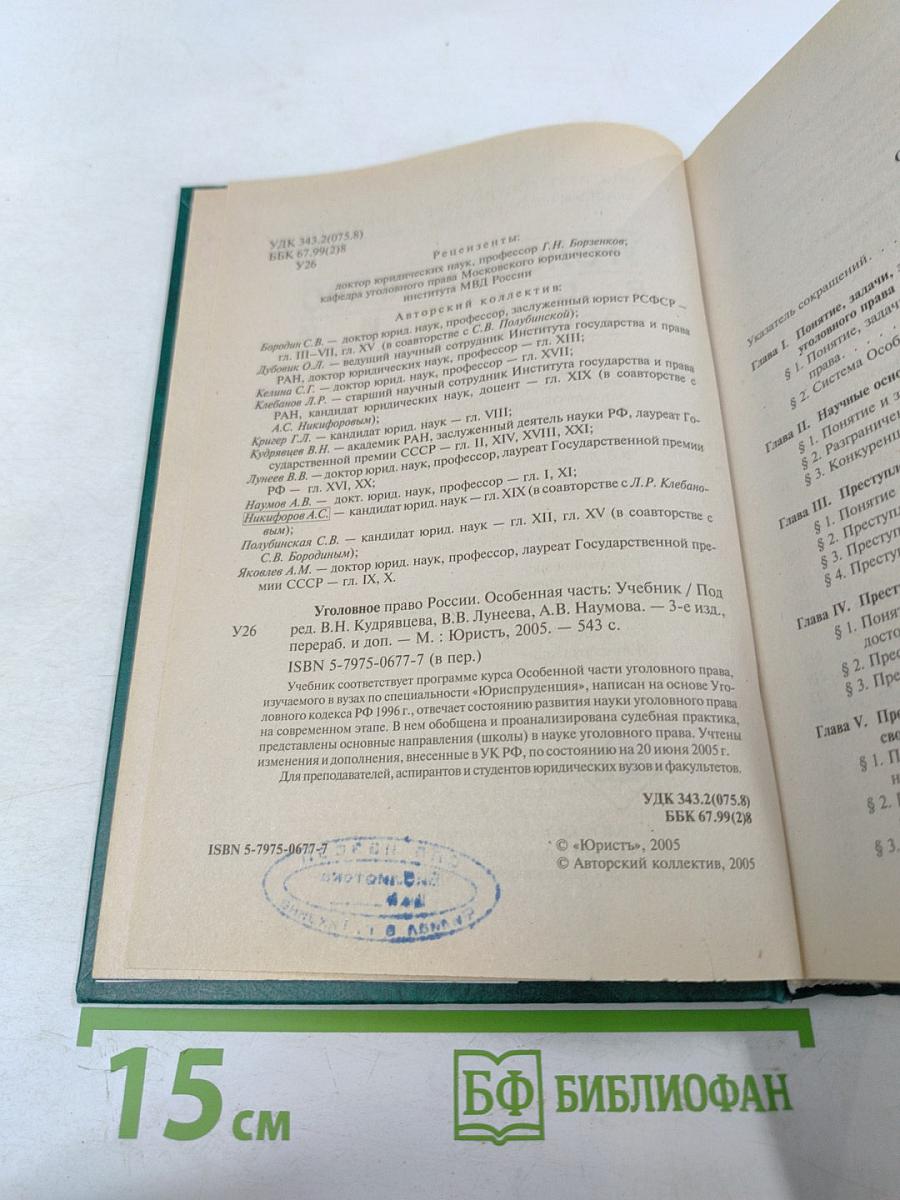 УДК 343.2(075.8)
ББК 67.99(2)8
У26
Рецензенты:
доктор юридических наук, профессор Г.Н. Борзенков;
кафедра уголовного права Московского юридического
института МВД России
Авторский коллектив:
Бородин С.В. — доктор юрид. наук, профессор, заслуженный юрист РСФСР —
гл. III–VII, гл. XV (в соавторстве с С.В. Полубинской);
Дубовик О.Л. — ведущий научный сотрудник Института государства и права
РАН, доктор юридических наук, профессор — гл. XIII;
Келина С.Г. — доктор юрид. наук, профессор — гл. XVII;
Клебанов Л.Р. — старший научный сотрудник Института государства и права
РАН, кандидат юридических наук, доцент — гл. XIX (в соавторстве с
А.С. Никифоровым);
Кригер Г.Л. — кандидат юрид. наук — гл. VIII;
Кудрявцев В.Н. — академик РАН, заслуженный деятель науки РФ, лауреат Го-
сударственной премии СССР — гл. II, XIV, XVIII, XXI;
Лунеев В.В. — доктор юрид. наук, профессор, лауреат Государственной премии
РФ — гл. XVI, XX;
Наумов А.В. — докт. юрид. наук, профессор — гл. I, XI;
Никифоров А.С. — кандидат юрид. наук — гл. XIX (в соавторстве с Л.Р. Клебано-
вым);
Полубинская С.В. — кандидат юрид. наук — гл. XII, гл. XV (в соавторстве с
С.В. Бородиным);
Яковлев А.М. — доктор юрид. наук, профессор, лауреат Государственной пре-
мии СССР — гл. IX, X.
Уголовное право России. Особенная часть: Учебник / Под
У26 ред. В.Н. Кудрявцева, В.В. Лунеева, А.В. Наумова. — 3-е изд.,
перераб. и доп. — М. : Юристъ, 2005. — 543 с.
ISBN 5-7975-0677-7 (в пер.)
Учебник соответствует программе курса Особенной части уголовного права,
изучаемого в вузах по специальности «Юриспруденция», написан на основе Уго-
ловного кодекса РФ 1996 г., отвечает состоянию развития науки уголовного права
на современном этапе. В нем обобщена и проанализирована судебная практика,
представлены основные направления (школы) в науке уголовного права. Учтены
изменения и дополнения, внесенные в УК РФ, по состоянию на 20 июня 2005 г.
Для преподавателей, аспирантов и студентов юридических вузов и факультетов.
УДК 343.2(075.8)
ББК 67.99(2)8
ISBN 5-7975-0677-7
© «Юристъ», 2005
© Авторский коллектив, 2005
Указатель сокращений. . .
Глава I. Понятие, задачи,
уголовного права
§ 1. Понятие, задачи
права. . . .
§ 2. Система Особ
Глава II. Научные осно
§ 1. Понятие и з
§ 2. Разграничен
§ 3. Конкуренц
Глава III. Преступл
§ 1. Понятие
§ 2. Преступл
§ 3. Преступ
§ 4. Престу
Глава IV. Прест
§ 1. Понят
досто
§ 2. Прес
§ 3. Пре
Глава V. Пре
сво
§ 1. П
н
§ 2.
§ 3.
15 см
БФ БИБЛИОФАН